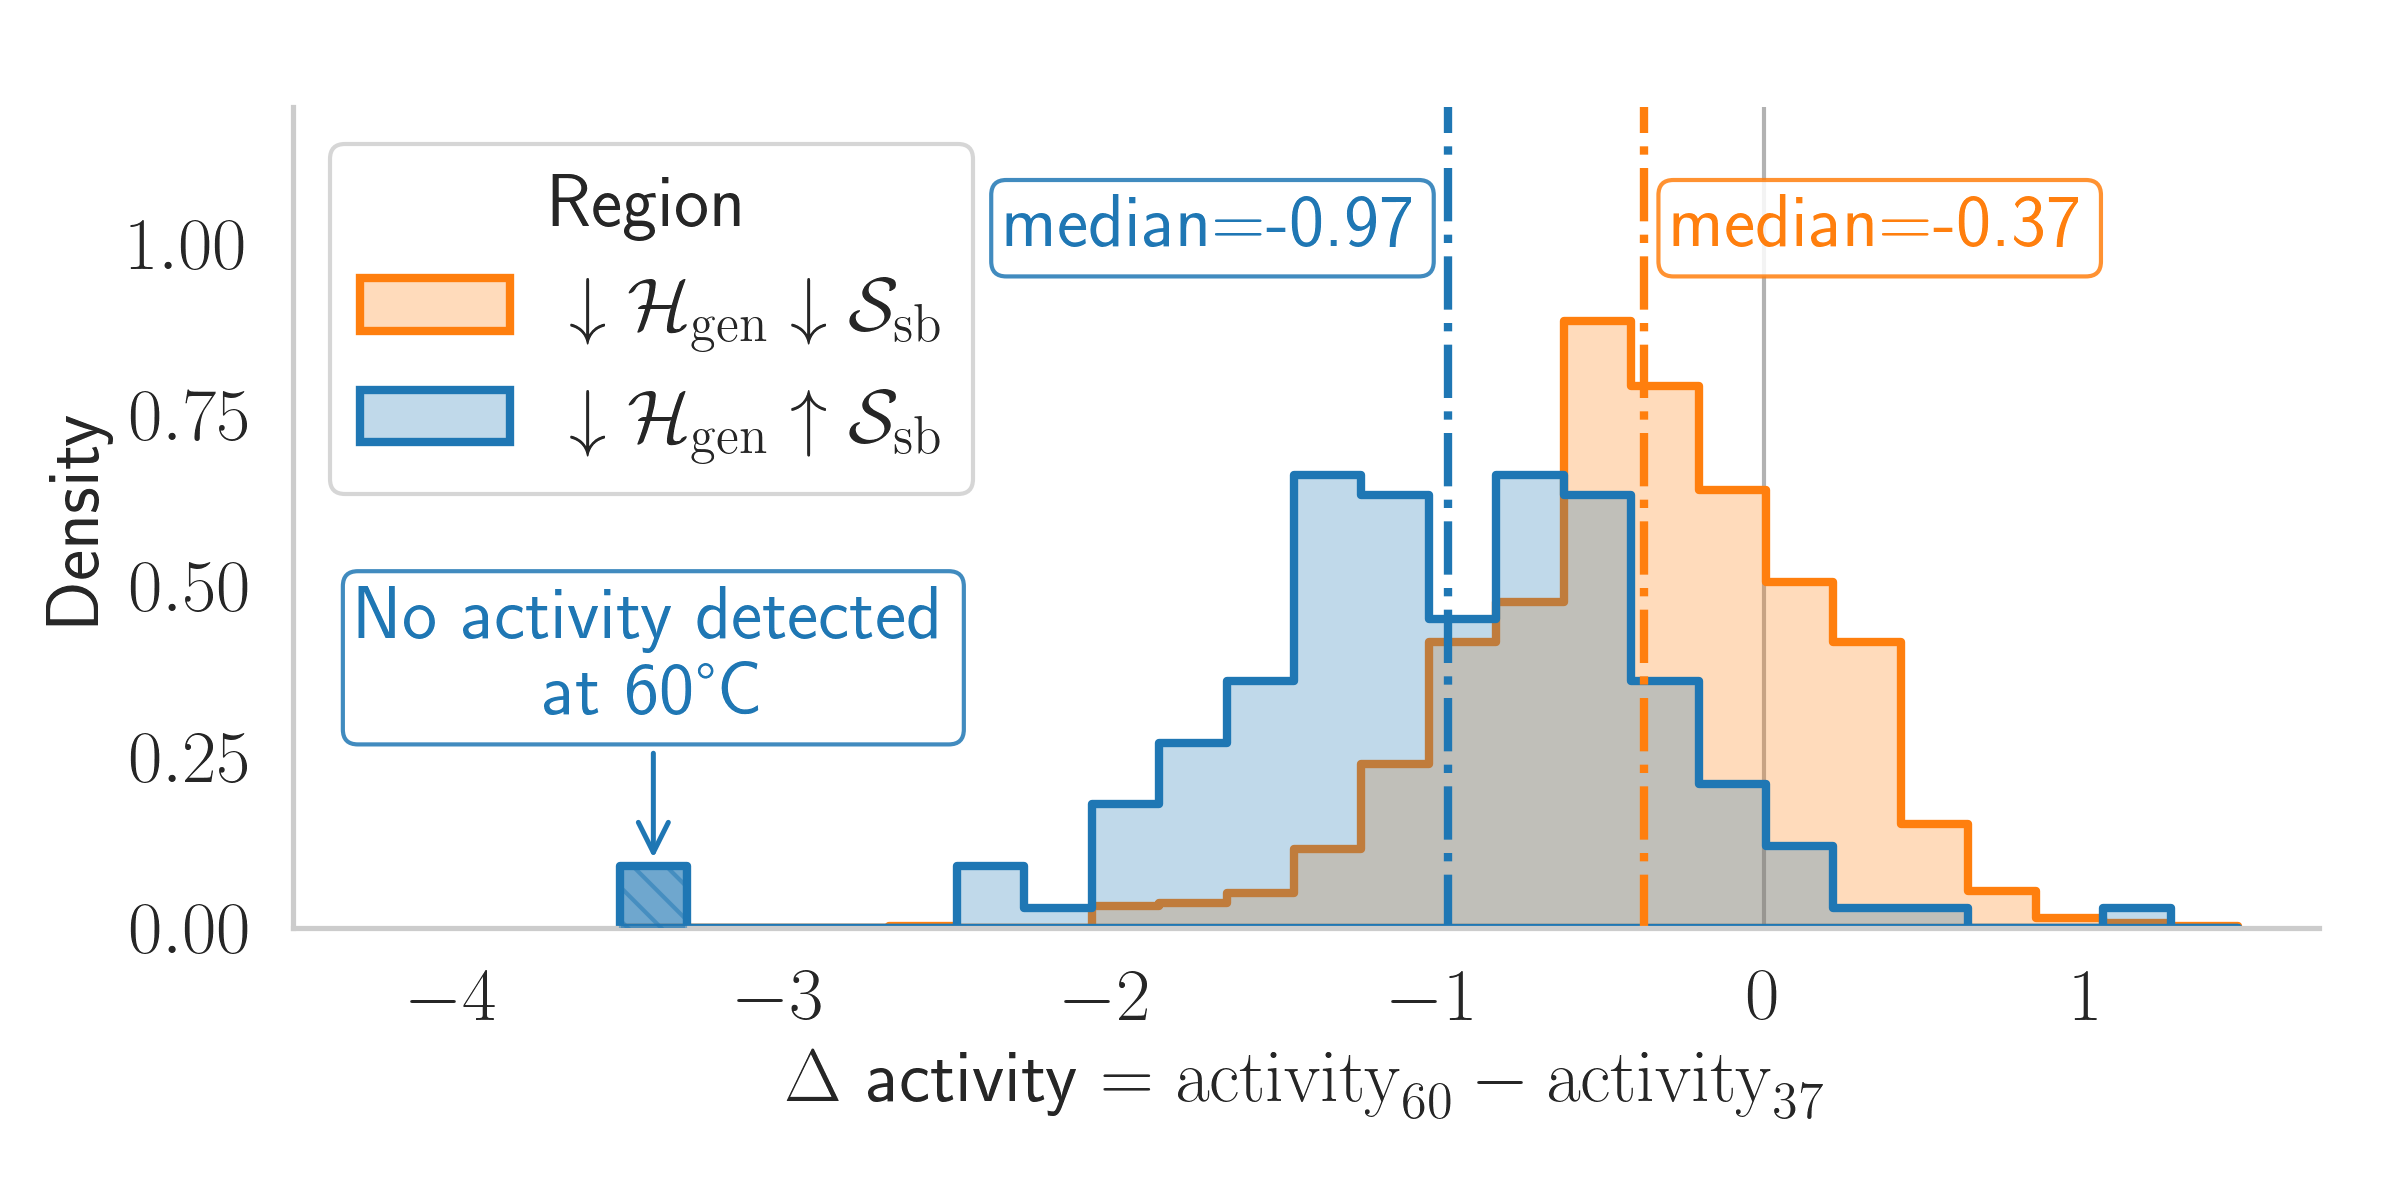 Region
↓ ℋgen ↓ 𝒮sb
↓ ℋgen ↑ 𝒮sb
median=-0.97
median=-0.37
No activity detected
at 60°C
Density
1.00
0.75
0.50
0.25
0.00
−4 −3 −2 −1 0 1
Δ activity = activity60 − activity37